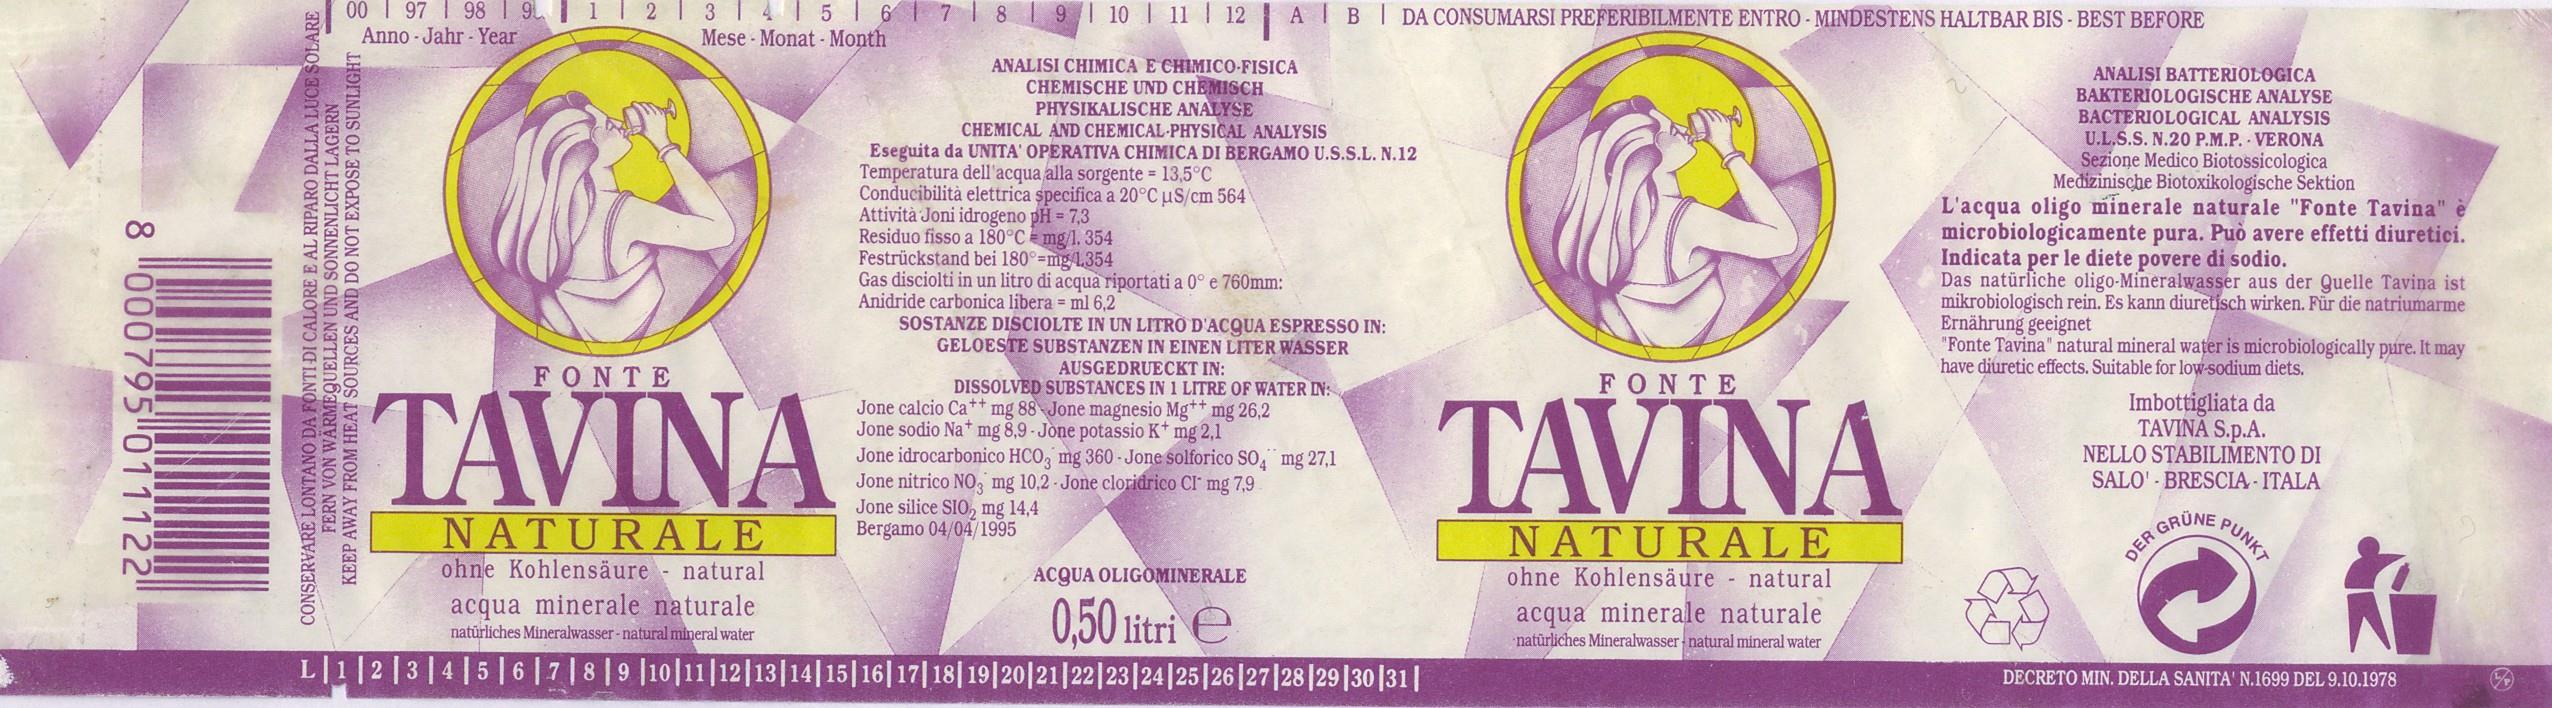 00 | 97 | 98 | 9
Anno - Jahr - Year
1 | 2 | 3 | 4 | 5 | 6 | 7 | 8 | 9 | 10 | 11 | 12 | A | B |
Mese - Monat - Month
DA CONSUMARSI PREFERIBILMENTE ENTRO - MINDESTENS HALTBAR BIS - BEST BEFORE
8 000795 011122
CONSERVARE LONTANO DA FONTI DI CALORE E AL RIPARO DALLA LUCE SOLARE
FERN VON WÄRMEQUELLEN UND SONNENLICHT LAGERN
KEEP AWAY FROM HEAT SOURCES AND DO NOT EXPOSE TO SUNLIGHT
FONTE
TAVINA
NATURALE
ohne Kohlensäure - natural
acqua minerale naturale
natürliches Mineralwasser - natural mineral water
ANALISI CHIMICA E CHIMICO-FISICA
CHEMISCHE UND CHEMISCH
PHYSIKALISCHE ANALYSE
CHEMICAL AND CHEMICAL-PHYSICAL ANALYSIS
Eseguita da UNITA' OPERATIVA CHIMICA DI BERGAMO U.S.S.L. N.12
Temperatura dell'acqua alla sorgente = 13,5°C
Conducibilità elettrica specifica a 20°C µS/cm 564
Attività Joni idrogeno pH = 7,3
Residuo fisso a 180°C = mg/l. 354
Festrückstand bei 180°=mg/l.354
Gas disciolti in un litro di acqua riportati a 0° e 760mm:
Anidride carbonica libera = ml 6,2
SOSTANZE DISCIOLTE IN UN LITRO D'ACQUA ESPRESSO IN:
GELOESTE SUBSTANZEN IN EINEN LITER WASSER
AUSGEDRUECKT IN:
DISSOLVED SUBSTANCES IN 1 LITRE OF WATER IN:
Jone calcio Ca++ mg 88 - Jone magnesio Mg++ mg 26,2
Jone sodio Na+ mg 8,9 - Jone potassio K+ mg 2,1
Jone idrocarbonico HCO3- mg 360 - Jone solforico SO4-- mg 27,1
Jone nitrico NO3- mg 10,2 - Jone cloridrico Cl- mg 7,9
Jone silice SIO2 mg 14,4
Bergamo 04/04/1995
ACQUA OLIGOMINERALE
0,50 litri ℮
FONTE
TAVINA
NATURALE
ohne Kohlensäure - natural
acqua minerale naturale
natürliches Mineralwasser - natural mineral water
ANALISI BATTERIOLOGICA
BAKTERIOLOGISCHE ANALYSE
BACTERIOLOGICAL ANALYSIS
U.L.S.S. N.20 P.M.P. - VERONA
Sezione Medico Biotossicologica
Medizinische Biotoxikologische Sektion
L'acqua oligo minerale naturale "Fonte Tavina" è
microbiologicamente pura. Può avere effetti diuretici.
Indicata per le diete povere di sodio.
Das natürliche oligo-Mineralwasser aus der Quelle Tavina ist
mikrobiologisch rein. Es kann diuretisch wirken. Für die natriumarme
Ernährung geeignet
"Fonte Tavina" natural mineral water is microbiologically pure. It may
have diuretic effects. Suitable for low-sodium diets.
Imbottigliata da
TAVINA S.p.A.
NELLO STABILIMENTO DI
SALO' - BRESCIA - ITALA
DER GRÜNE PUNKT
L | 1 | 2 | 3 | 4 | 5 | 6 | 7 | 8 | 9 | 10 | 11 | 12 | 13 | 14 | 15 | 16 | 17 | 18 | 19 | 20 | 21 | 22 | 23 | 24 | 25 | 26 | 27 | 28 | 29 | 30 | 31 |
DECRETO MIN. DELLA SANITA' N.1699 DEL 9.10.1978